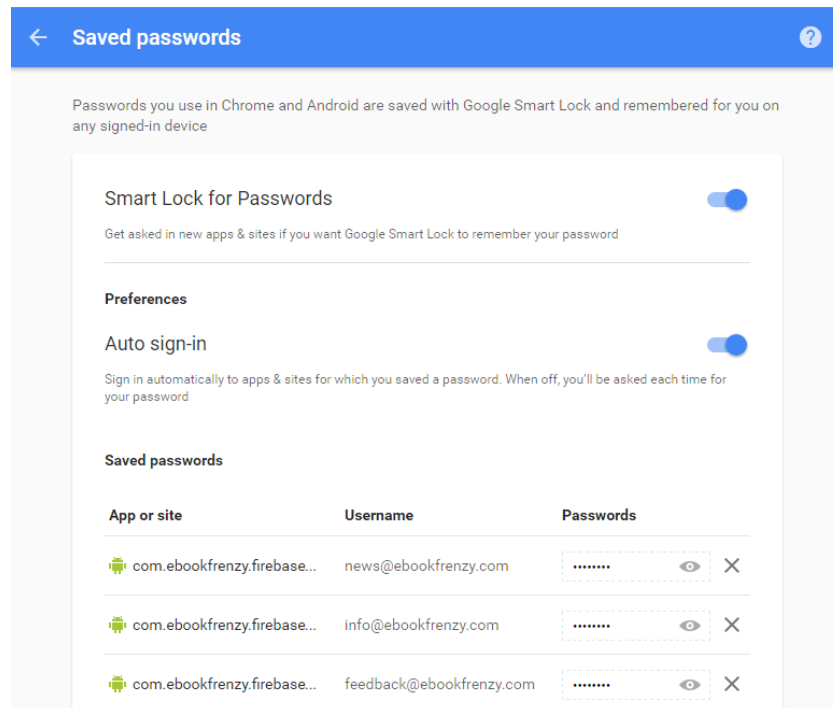 Saved passwords
Passwords you use in Chrome and Android are saved with Google Smart Lock and remembered for you on
any signed-in device
Smart Lock for Passwords
Get asked in new apps & sites if you want Google Smart Lock to remember your password
Preferences
Auto sign-in
Sign in automatically to apps & sites for which you saved a password. When off, you'll be asked each time for
your password
Saved passwords
App or site Username Passwords
com.ebookfrenzy.firebase... news@ebookfrenzy.com ••••••••
com.ebookfrenzy.firebase... info@ebookfrenzy.com ••••••••
com.ebookfrenzy.firebase... feedback@ebookfrenzy.com ••••••••